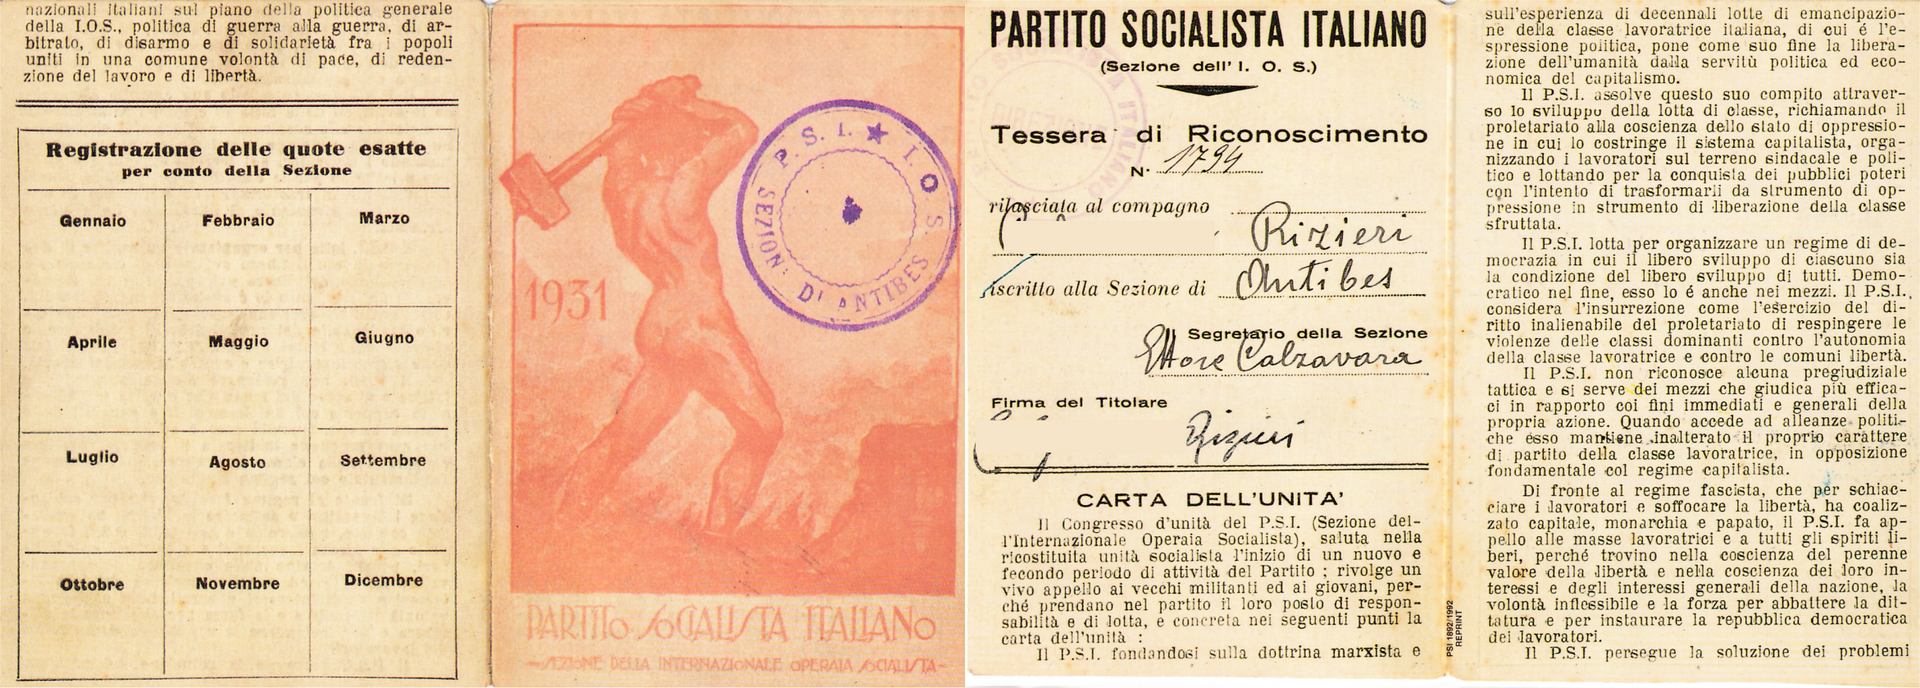 nazionali italiani sul piano della politica generale
della I.O.S., politica di guerra alla guerra, di ar-
bitrato, di disarmo e di solidarietà fra i popoli
uniti in una comune volontà di pace, di reden-
zione del lavoro e di libertà.
Registrazione delle quote esatte
per conto della Sezione
Gennaio Febbraio Marzo
Aprile Maggio Giugno
Luglio Agosto Settembre
Ottobre Novembre Dicembre
P. S. I. ★ I. O. S.
SEZION: DI ANTIBES
1931
PARTITO SOCIALISTA ITALIANO
-SEZIONE DELLA INTERNAZIONALE OPERAIA SOCIALISTA-
PARTITO SOCIALISTA ITALIANO
(Sezione dell' I. O. S.)
Tessera di Riconoscimento
N. 1794
rilasciata al compagno
Rizieri
iscritto alla Sezione di Antibes
Segretario della Sezione
Ettore Calzavara
Firma del Titolare
Rizieri
CARTA DELL'UNITA'
Il Congresso d'unità del P.S.I. (Sezione del-
l'Internazionale Operaia Socialista), saluta nella
ricostituita unità socialista l'inizio di un nuovo e
fecondo periodo di attività del Partito ; rivolge un
vivo appello ai vecchi militanti ed ai giovani, per-
ché prendano nel partito il loro posto di respon-
sabilità e di lotta, e concreta nei seguenti punti la
carta dell'unità :
Il P.S.I. fondandosi sulla dottrina marxista e
PSI 1892/1992
REPRINT
sull'esperienza di decennali lotte di emancipazio-
ne della classe lavoratrice italiana, di cui é l'e-
spressione politica, pone come suo fine la libera-
zione dell'umanità dalla servitù politica ed eco-
nomica del capitalismo.
Il P.S.I. assolve questo suo compito attraver-
so lo sviluppo della lotta di classe, richiamando il
proletariato alla coscienza dello stato di oppressio-
ne in cui lo costringe il sistema capitalista, orga-
nizzando i lavoratori sul terreno sindacale e poli-
tico e lottando per la conquista dei pubblici poteri
con l'intento di trasformarli da strumento di op-
pressione in strumento di liberazione della classe
sfruttata.
Il P.S.I. lotta per organizzare un regime di de-
mocrazia in cui il libero sviluppo di ciascuno sia
la condizione del libero sviluppo di tutti. Demo-
cratico nel fine, esso lo é anche nei mezzi. Il P.S.I.,
considera l'insurrezione come l'esercizio del di-
ritto inalienabile del proletariato di respingere le
violenze delle classi dominanti contro l'autonomia
della classe lavoratrice e contro le comuni libertà.
Il P.S.I. non riconosce alcuna pregiudiziale
tattica e si serve dei mezzi che giudica più effica-
ci in rapporto coi fini immediati e generali della
propria azione. Quando accede ad alleanze politi-
che esso mantiene inalterato il proprio carattere
di partito della classe lavoratrice, in opposizione
fondamentale col regime capitalista.
Di fronte al regime fascista, che per schiac-
ciare i lavoratori e soffocare la libertà, ha coaliz-
zato capitale, monarchia e papato, il P.S.I. fa ap-
pello alle masse lavoratrici e a tutti gli spiriti li-
beri, perché trovino nella coscienza del perenne
valore della libertà e nella coscienza dei loro in-
teressi e degli interessi generali della nazione, la
volontà inflessibile e la forza per abbattere la dit-
tatura e per instaurare la repubblica democratica
dei lavoratori.
Il P.S.I. persegue la soluzione dei problemi